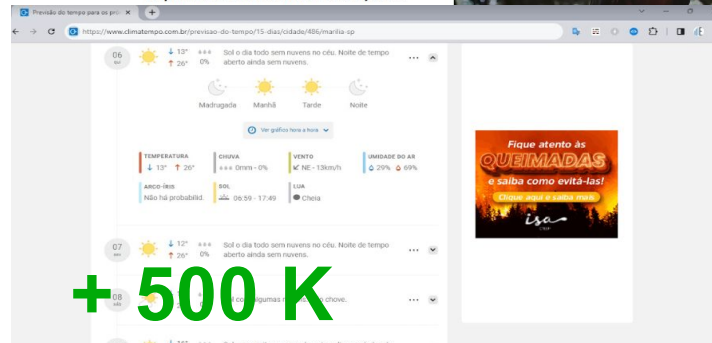 Previsão do tempo para os pró
https://www.climatempo.com.br/previsao-do-tempo/15-dias/cidade/486/marilia-sp
06
↓ 13°
0%
↑ 26°
Sol o dia todo sem nuvens no céu. Noite de tempo
aberto ainda sem nuvens.
Madrugada Manhã Tarde Noite
Ver gráfico hora a hora
TEMPERATURA CHUVA VENTO UMIDADE DO AR
↓ 13° ↑ 26° 0mm - 0% NE - 13km/h 29% 69%
ARCO-ÍRIS SOL LUA
Não há probabilid. 06:59 - 17:49 Cheia
07
↓ 12°
↑ 26° 0%
Sol o dia todo sem nuvens no céu. Noite de tempo
aberto ainda sem nuvens.
08
chove.
+ 500 K
Fique atento às
QUEIMADAS
e saiba como evitá-las!
Clique aqui e saiba mais
isa